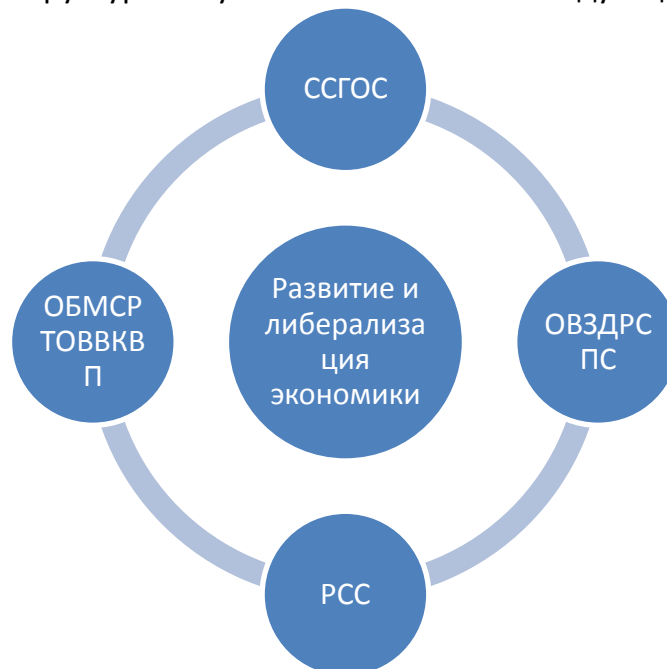 ССГОС
Развитие и
либерализа
ция
экономики
ОБМСР
ТОВВКВ
П
ОВЗДРС
ПС
РСС